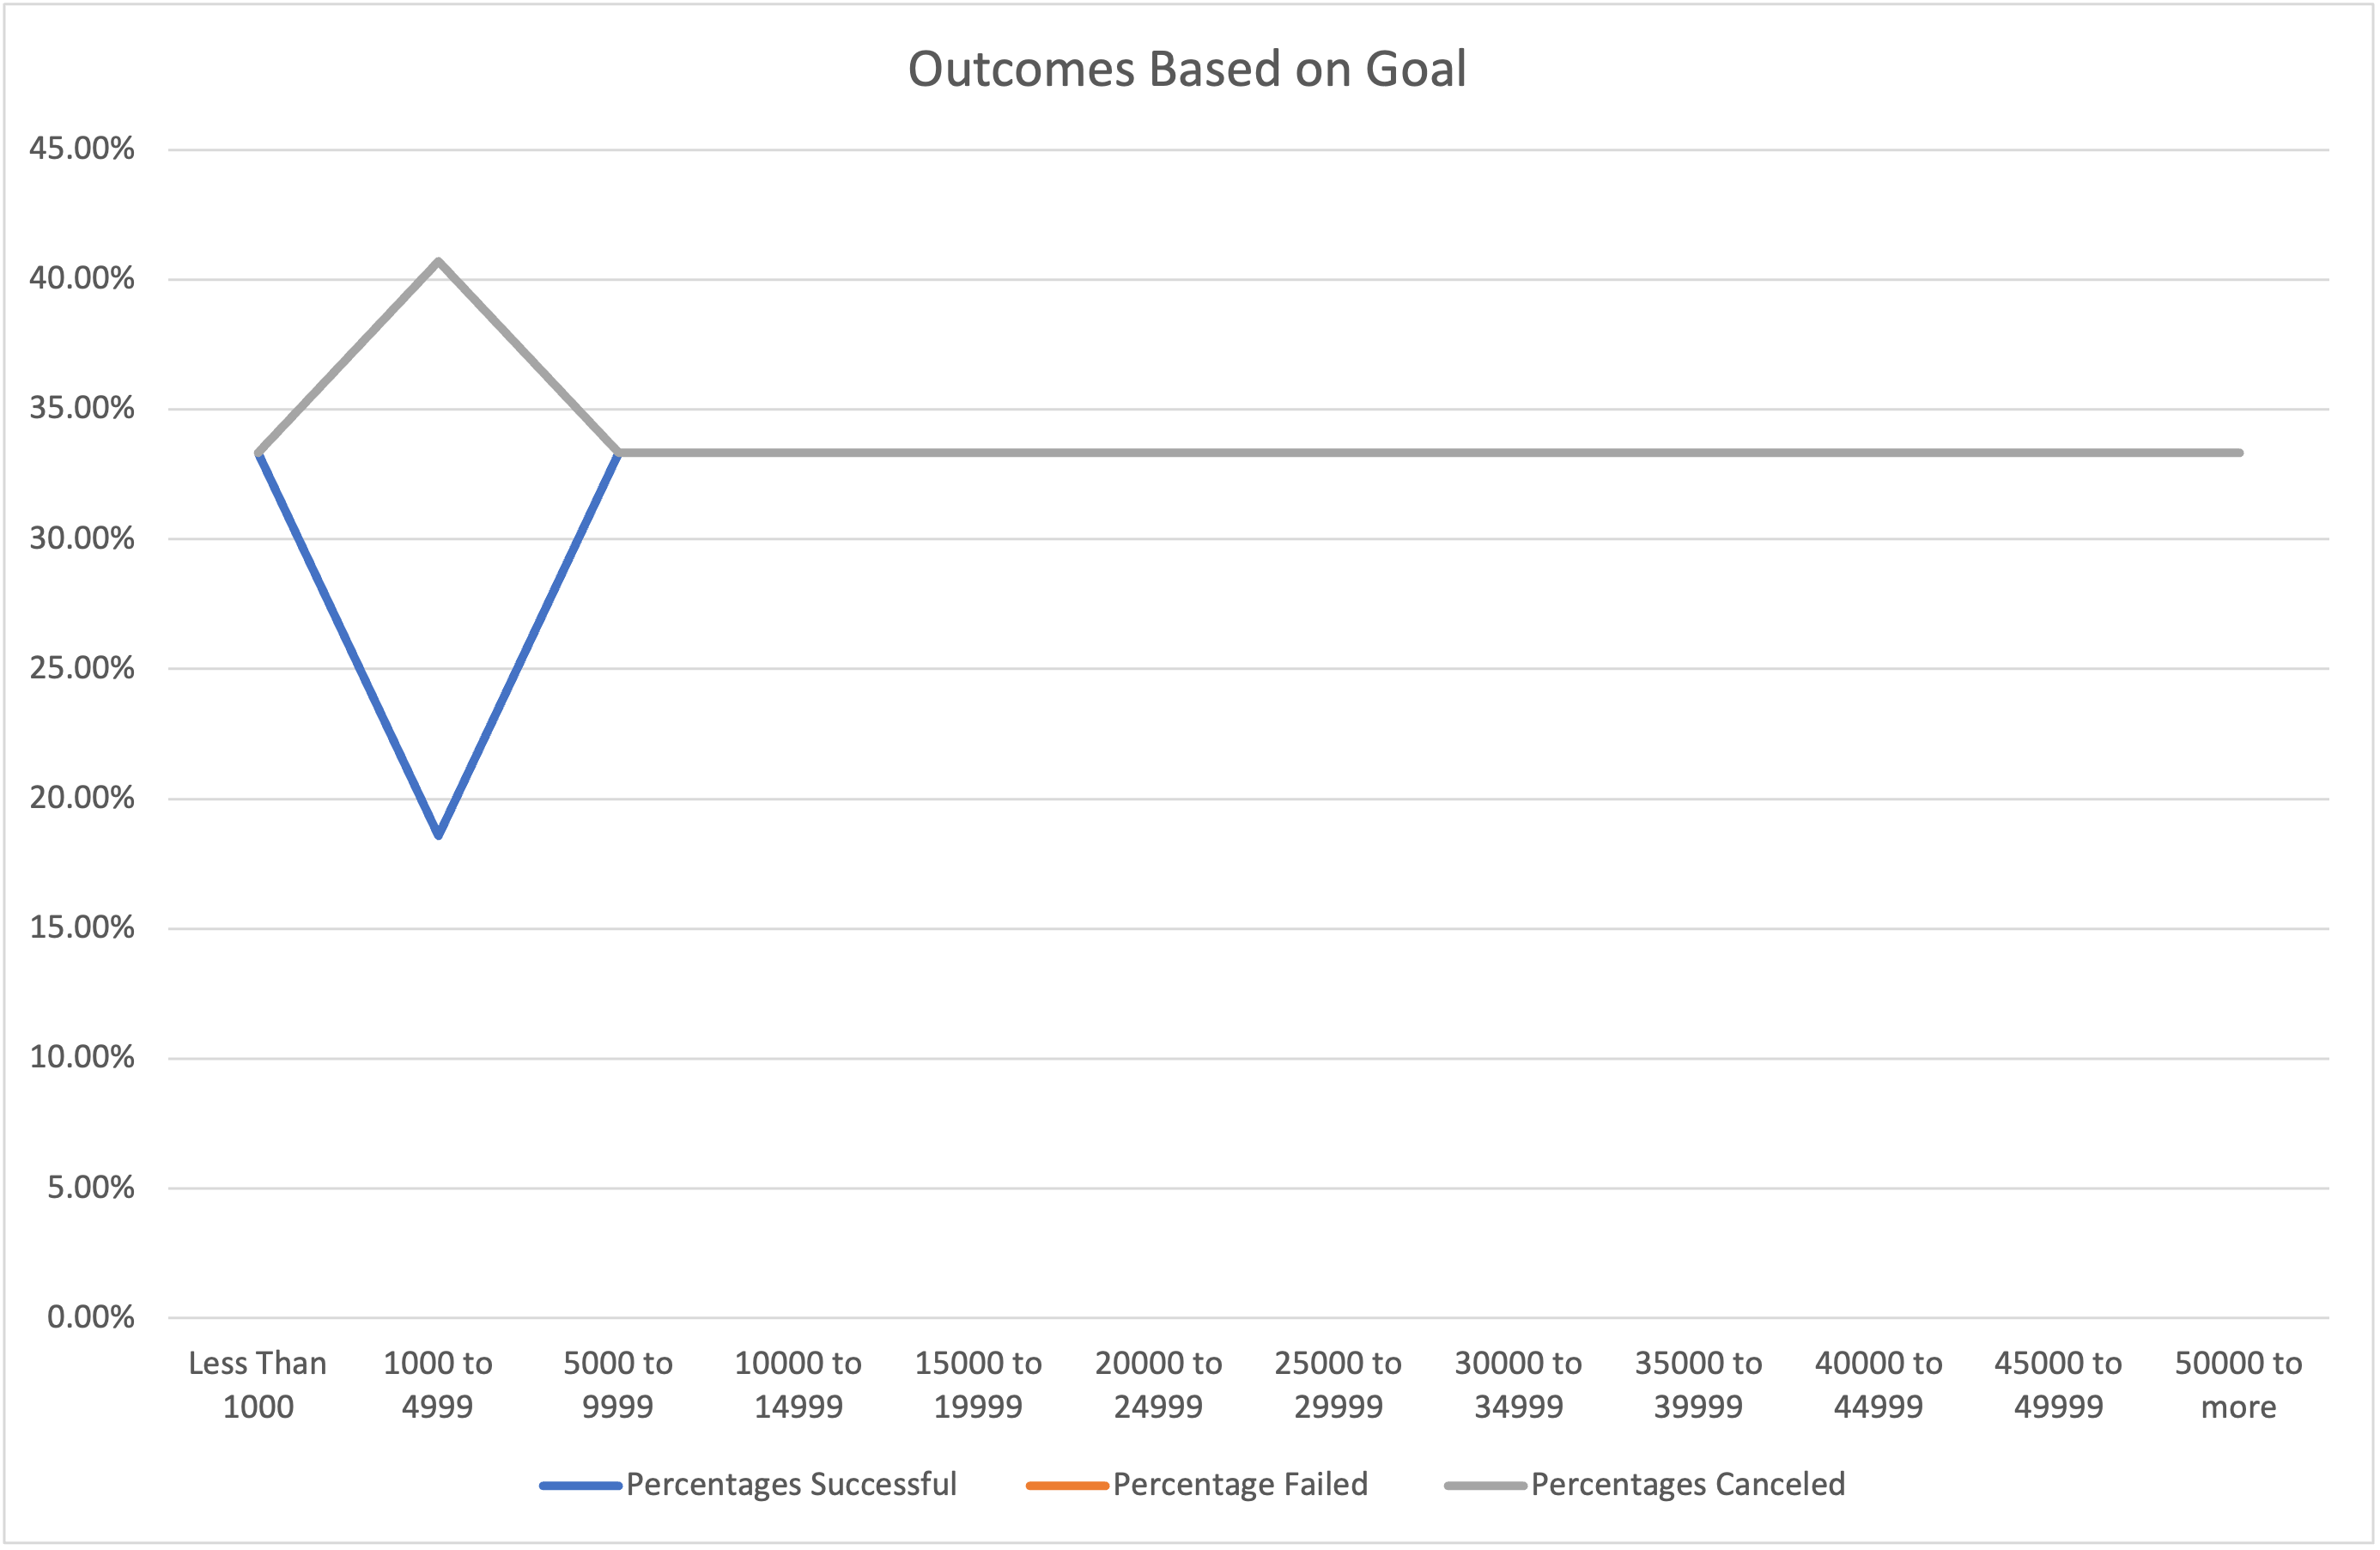 Outcomes Based on Goal
45.00%
40.00%
35.00%
30.00%
25.00%
20.00%
15.00%
10.00%
5.00%
0.00%
Less Than 1000
1000 to 4999
5000 to 9999
10000 to 14999
15000 to 19999
20000 to 24999
25000 to 29999
30000 to 34999
35000 to 39999
40000 to 44999
45000 to 49999
50000 to more
Percentages Successful
Percentage Failed
Percentages Canceled